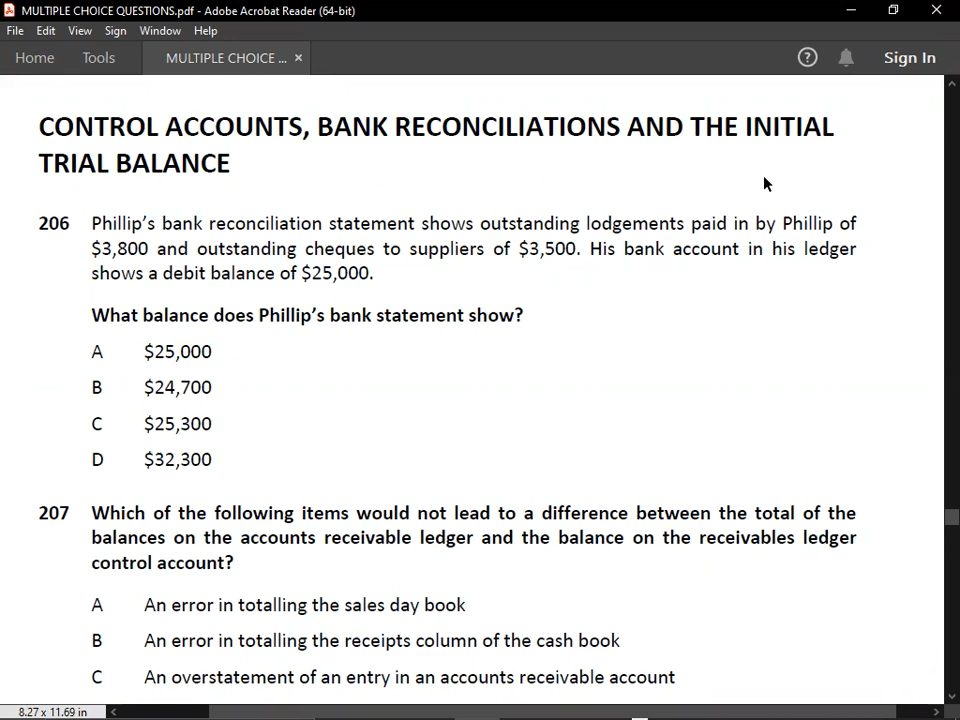 MULTIPLE CHOICE QUESTIONS.pdf - Adobe Acrobat Reader (64-bit)
File Edit View Sign Window Help
Home Tools MULTIPLE CHOICE ... × ? Sign In
CONTROL ACCOUNTS, BANK RECONCILIATIONS AND THE INITIAL
TRIAL BALANCE
206 Phillip's bank reconciliation statement shows outstanding lodgements paid in by Phillip of
$3,800 and outstanding cheques to suppliers of $3,500. His bank account in his ledger
shows a debit balance of $25,000.
What balance does Phillip's bank statement show?
A $25,000
B $24,700
C $25,300
D $32,300
207 Which of the following items would not lead to a difference between the total of the
balances on the accounts receivable ledger and the balance on the receivables ledger
control account?
A An error in totalling the sales day book
B An error in totalling the receipts column of the cash book
C An overstatement of an entry in an accounts receivable account
8.27 x 11.69 in